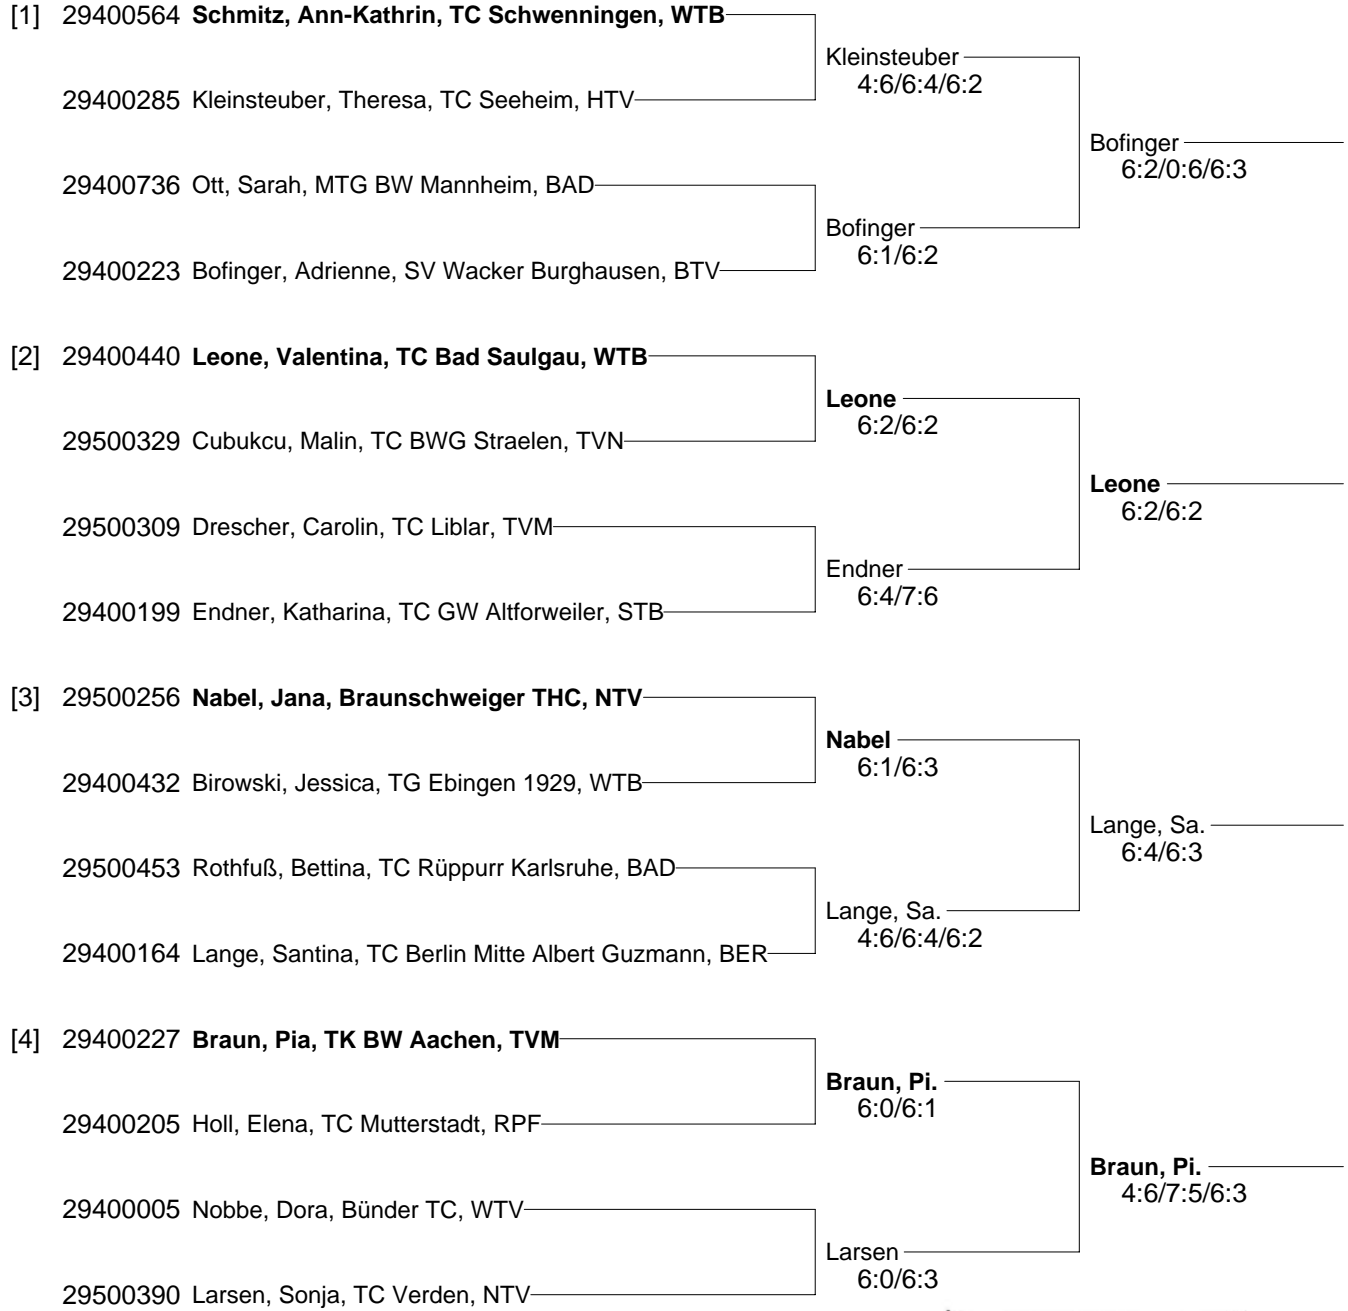 [1] 29400564 Schmitz, Ann-Kathrin, TC Schwenningen, WTB
Kleinsteuber
4:6/6:4/6:2
29400285 Kleinsteuber, Theresa, TC Seeheim, HTV
Bofinger
6:2/0:6/6:3
29400736 Ott, Sarah, MTG BW Mannheim, BAD
Bofinger
6:1/6:2
29400223 Bofinger, Adrienne, SV Wacker Burghausen, BTV
[2] 29400440 Leone, Valentina, TC Bad Saulgau, WTB
Leone
6:2/6:2
29500329 Cubukcu, Malin, TC BWG Straelen, TVN
Leone
6:2/6:2
29500309 Drescher, Carolin, TC Liblar, TVM
Endner
6:4/7:6
29400199 Endner, Katharina, TC GW Altforweiler, STB
[3] 29500256 Nabel, Jana, Braunschweiger THC, NTV
Nabel
6:1/6:3
29400432 Birowski, Jessica, TG Ebingen 1929, WTB
Lange, Sa.
6:4/6:3
29500453 Rothfuß, Bettina, TC Rüppurr Karlsruhe, BAD
Lange, Sa.
4:6/6:4/6:2
29400164 Lange, Santina, TC Berlin Mitte Albert Guzmann, BER
[4] 29400227 Braun, Pia, TK BW Aachen, TVM
Braun, Pi.
6:0/6:1
29400205 Holl, Elena, TC Mutterstadt, RPF
Braun, Pi.
4:6/7:5/6:3
29400005 Nobbe, Dora, Bünder TC, WTV
Larsen
6:0/6:3
29500390 Larsen, Sonja, TC Verden, NTV